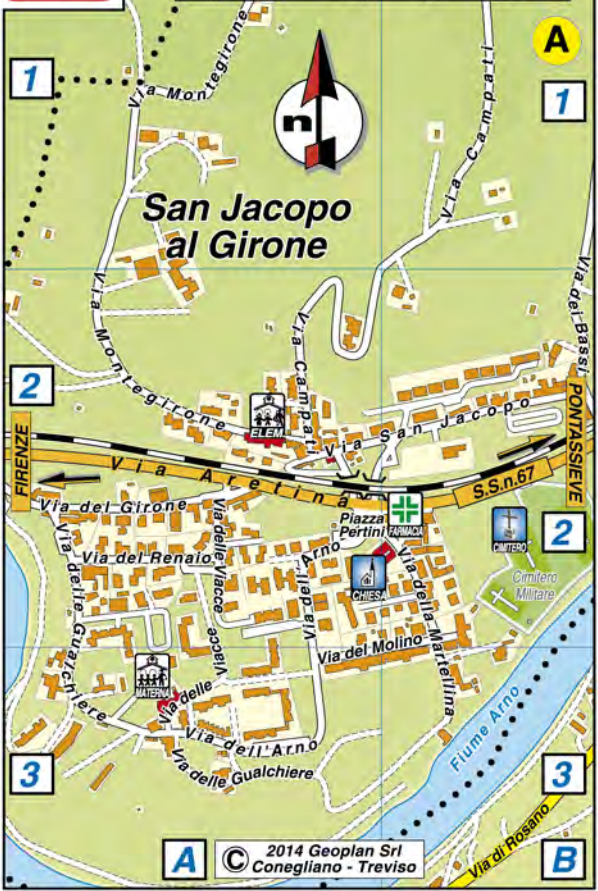 A
1
1
Via Montegirone
Via Campati
n
San Jacopo
al Girone
Via dei Bassi
Via Montegirone
Via Campati
2
ELEM
Via San Jacopo
FIRENZE
PONTASSIEVE
Via Aretina
S.S.n.67
Via del Girone
Via delle Viacce
Piazza
Pertini
FARMACIA
CIMITERO
2
Via del Renaio
Via dell'Arno
CHIESA
Cimitero
Militare
Via delle Gualchiere
Via della Martellina
Via del Molino
MATERNA
Via delle Viacce
Via dell'Arno
Via delle Gualchiere
Fiume Arno
3
3
Via di Rosano
A
© 2014 Geoplan Srl
Conegliano - Treviso
B